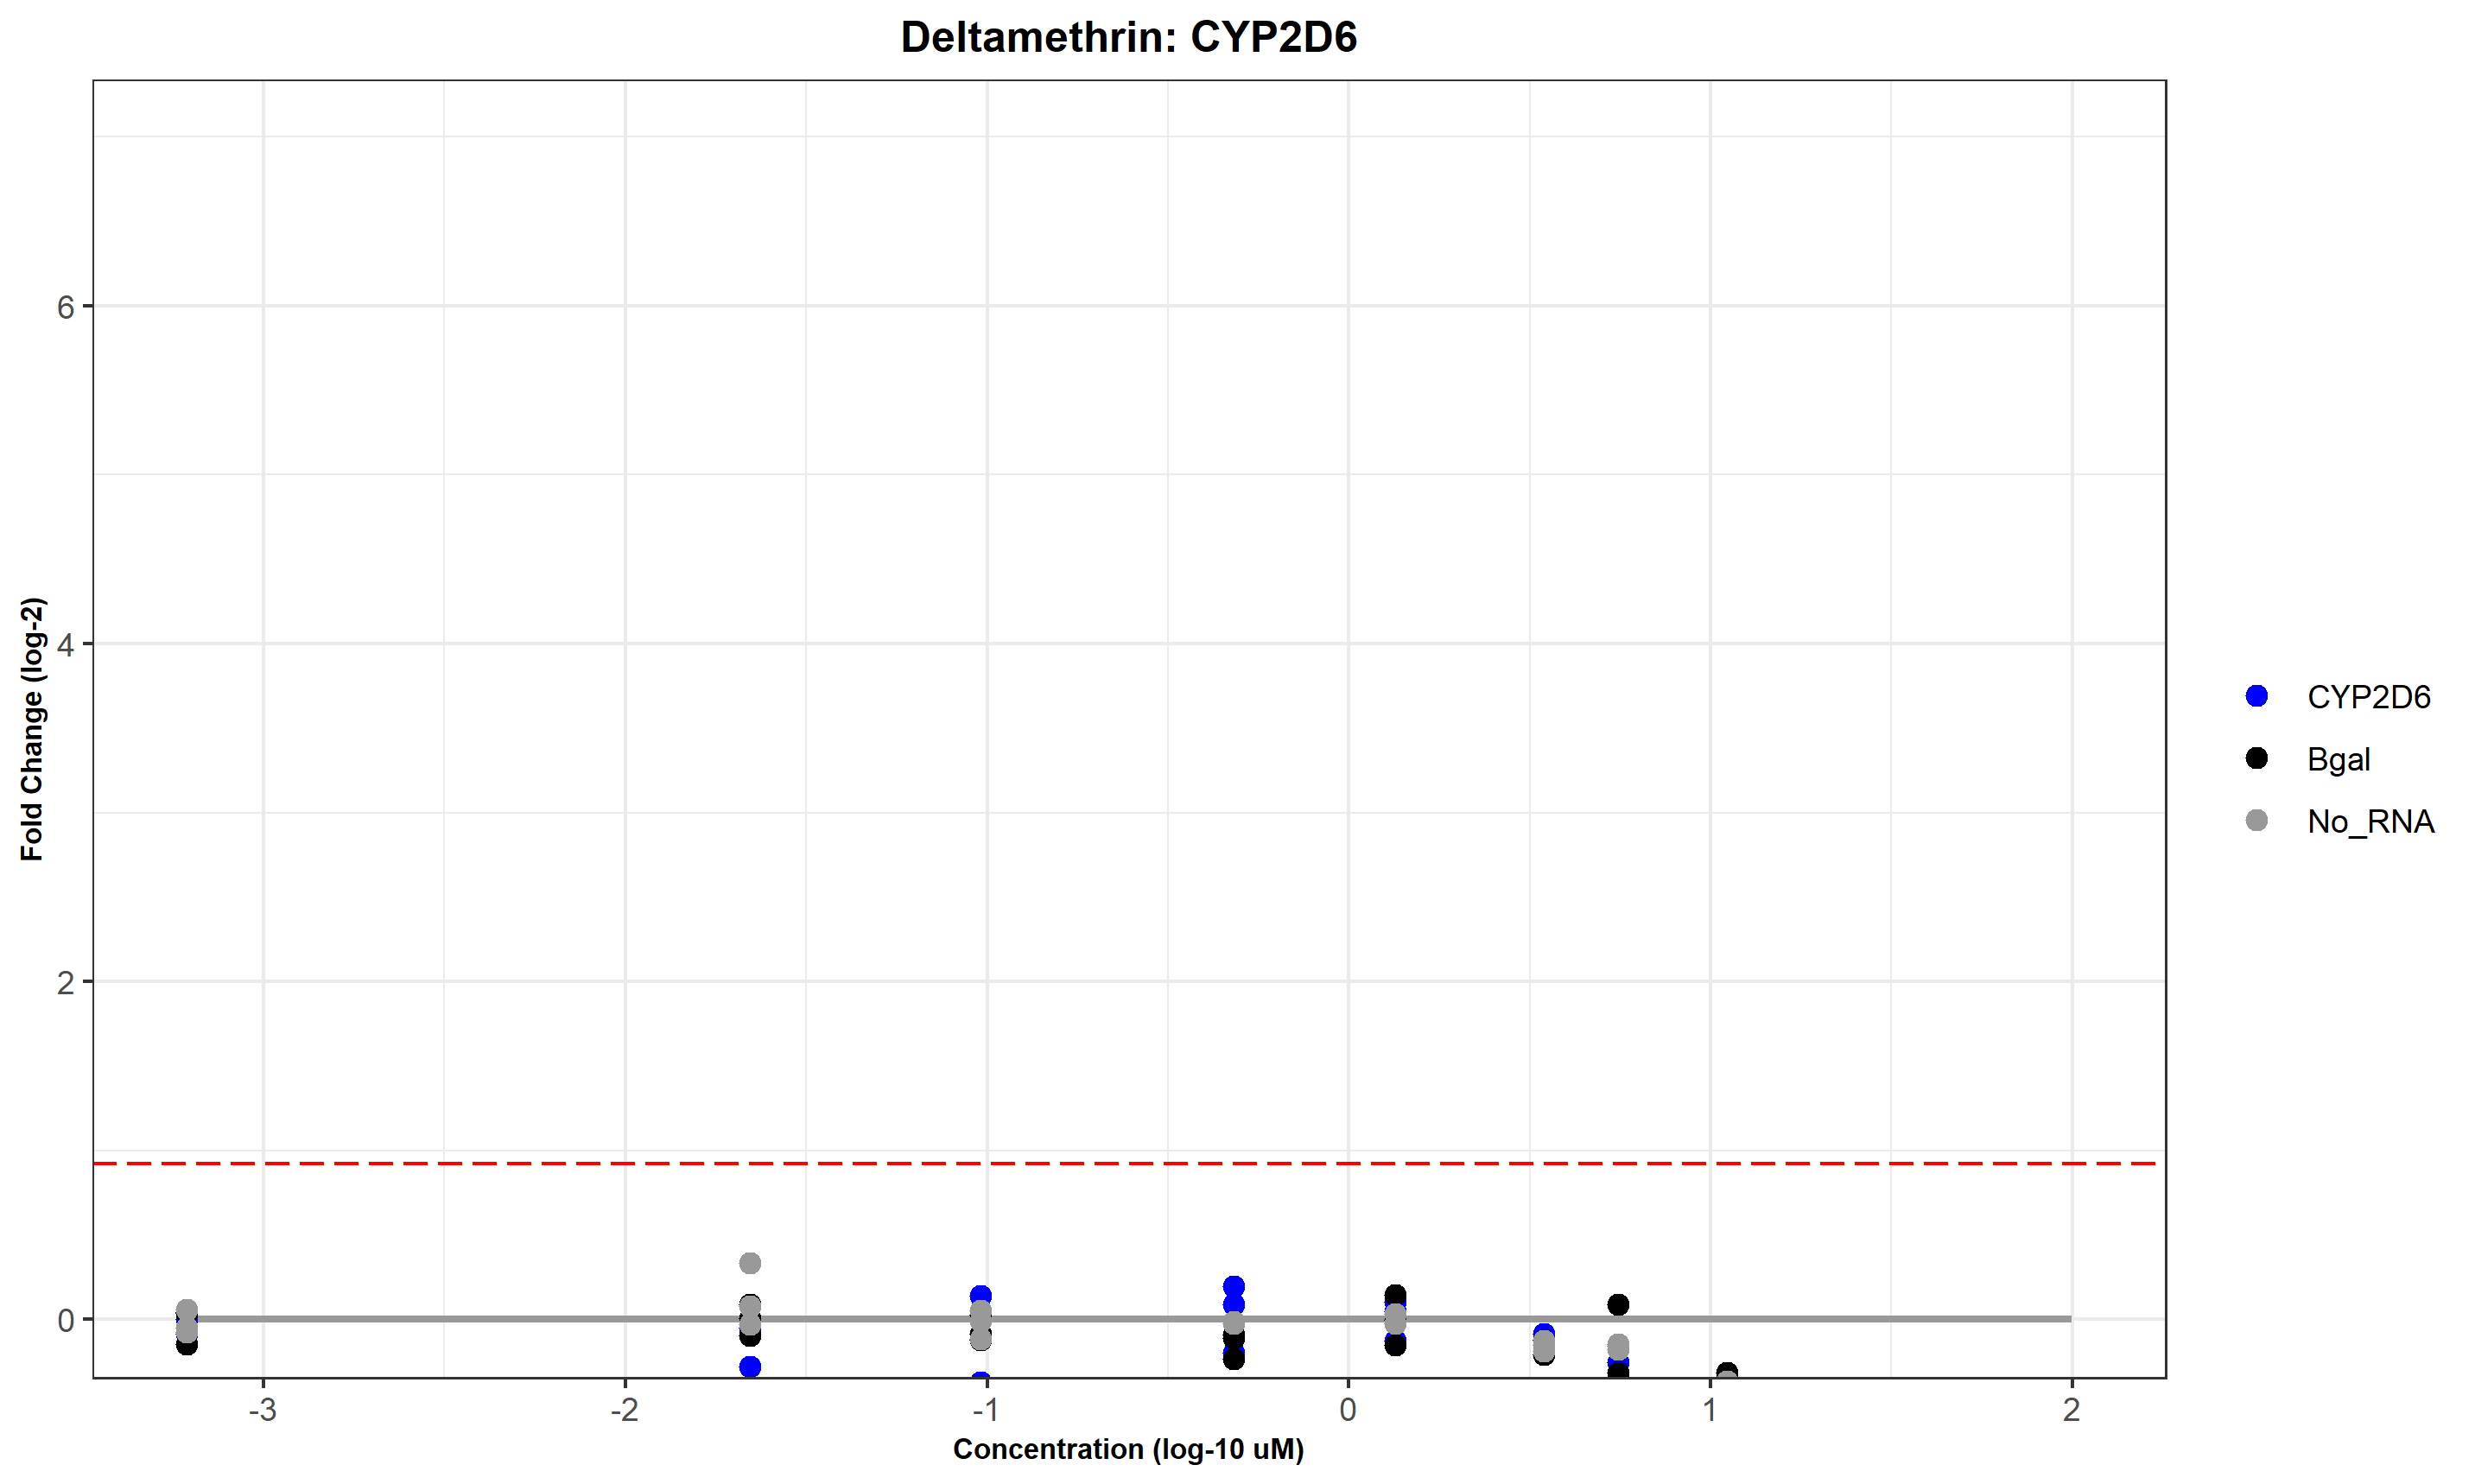 Deltamethrin: CYP2D6
Fold Change (log-2)
6
4
2
0
-3
-2
-1
0
1
2
Concentration (log-10 uM)
CYP2D6
Bgal
No_RNA